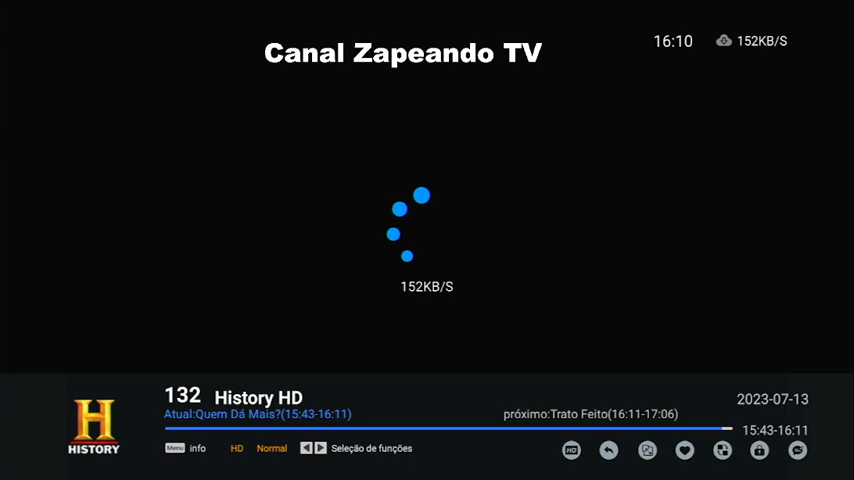 Canal Zapeando TV
16:10 152KB/S
152KB/S
132 History HD
2023-07-13
Atual:Quem Dá Mais?(15:43-16:11)
próximo:Trato Feito(16:11-17:06)
15:43-16:11
H
HISTORY
Menu info HD Normal Seleção de funções
HD